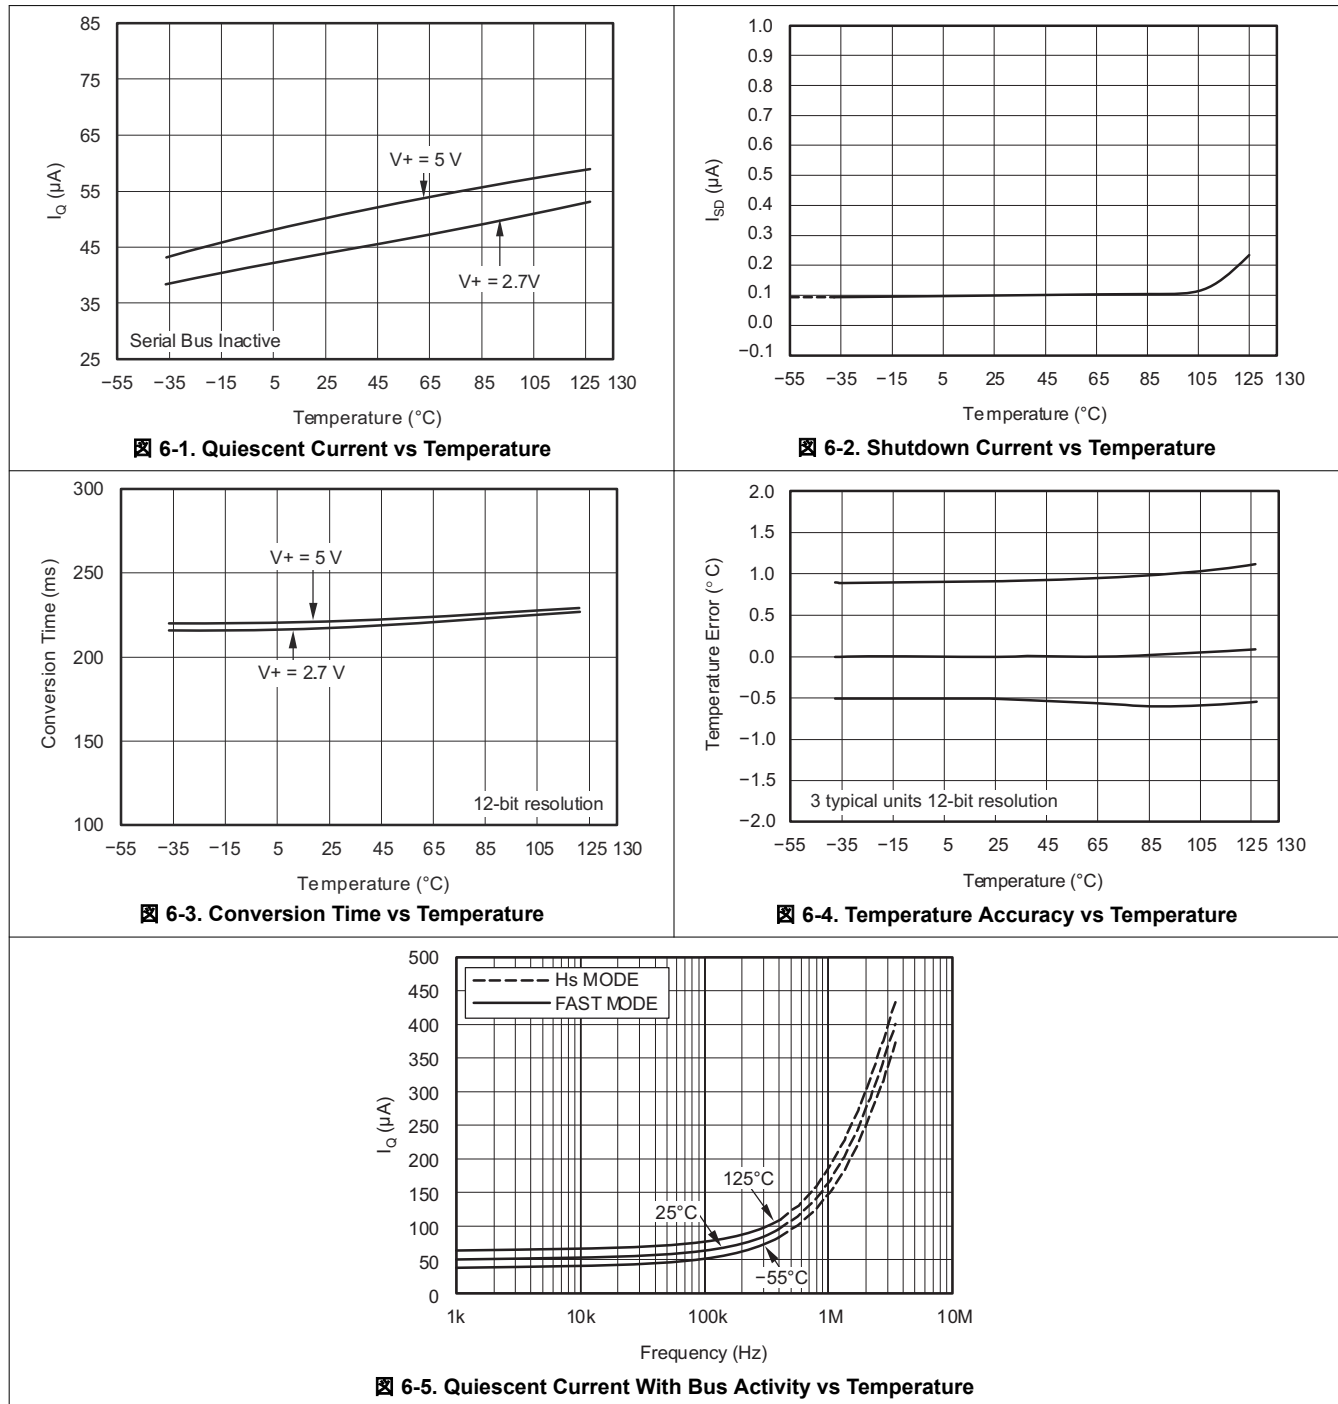 85
75
65
55
45
35
25
I_Q (µA)
V+ = 5 V
V+ = 2.7V
Serial Bus Inactive
−55 −35 −15 5 25 45 65 85 105 125 130
Temperature (°C)
図 6-1. Quiescent Current vs Temperature
1.0
0.9
0.8
0.7
0.6
0.5
0.4
0.3
0.2
0.1
0.0
−0.1
I_SD (µA)
−55 −35 −15 5 25 45 65 85 105 125 130
Temperature (°C)
図 6-2. Shutdown Current vs Temperature
300
250
200
150
100
Conversion Time (ms)
V+ = 5 V
V+ = 2.7 V
12-bit resolution
−55 −35 −15 5 25 45 65 85 105 125 130
Temperature (°C)
図 6-3. Conversion Time vs Temperature
2.0
1.5
1.0
0.5
0.0
−0.5
−1.0
−1.5
−2.0
Temperature Error (°C)
3 typical units 12-bit resolution
−55 −35 −15 5 25 45 65 85 105 125 130
Temperature (°C)
図 6-4. Temperature Accuracy vs Temperature
500
450
400
350
300
250
200
150
100
50
0
I_Q (µA)
Hs MODE
FAST MODE
125°C
25°C
−55°C
1k 10k 100k 1M 10M
Frequency (Hz)
図 6-5. Quiescent Current With Bus Activity vs Temperature